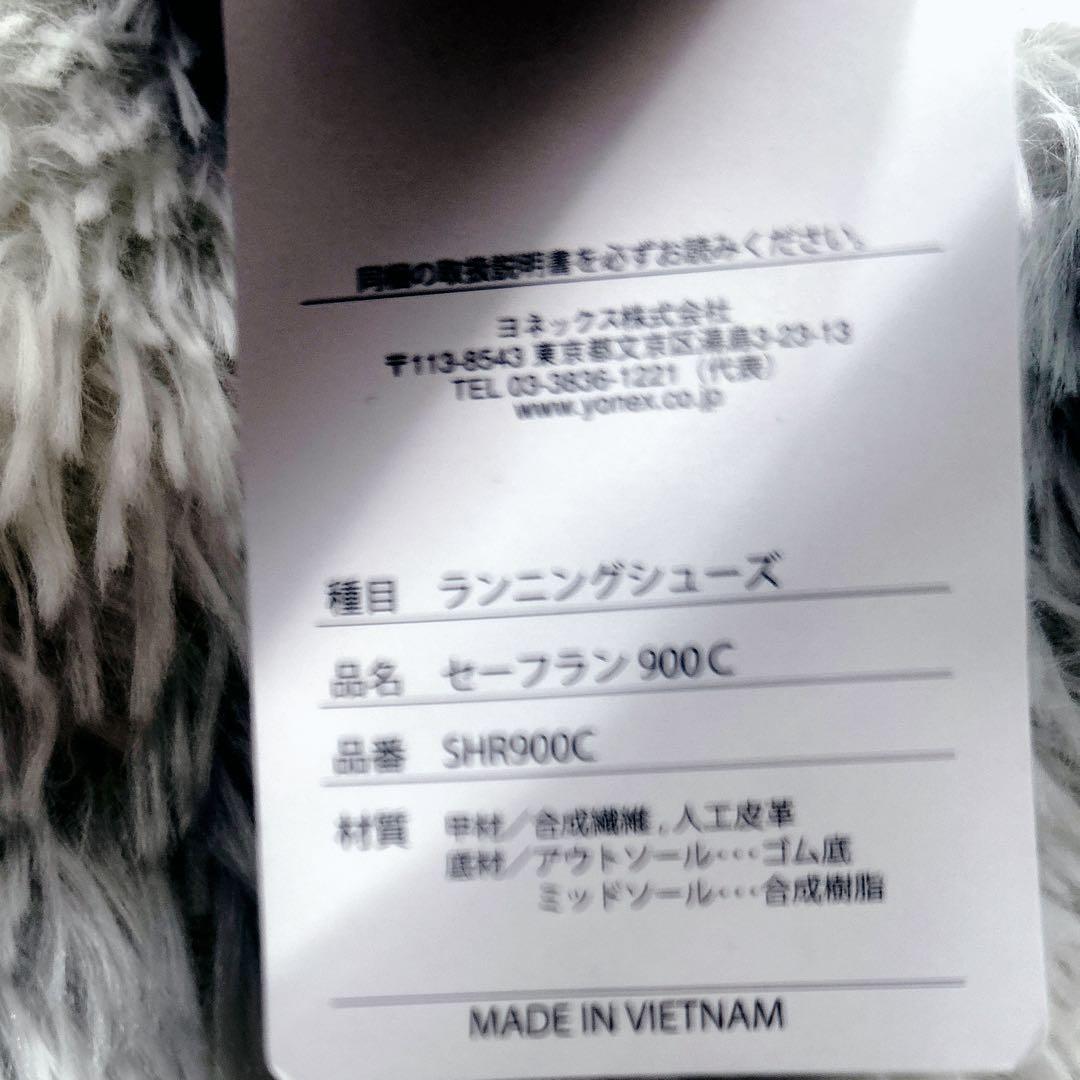 同梱の取扱説明書を必ずお読みください。
ヨネックス株式会社
〒113-8543 東京都文京区湯島3-23-13
TEL 03-3836-1221 (代表)
www.yonex.co.jp
種目 ランニングシューズ
品名 セーフラン900C
品番 SHR900C
材質 甲材/合成繊維,人工皮革
底材/アウトソール･･･ゴム底
ミッドソール･･･合成樹脂
MADE IN VIETNAM